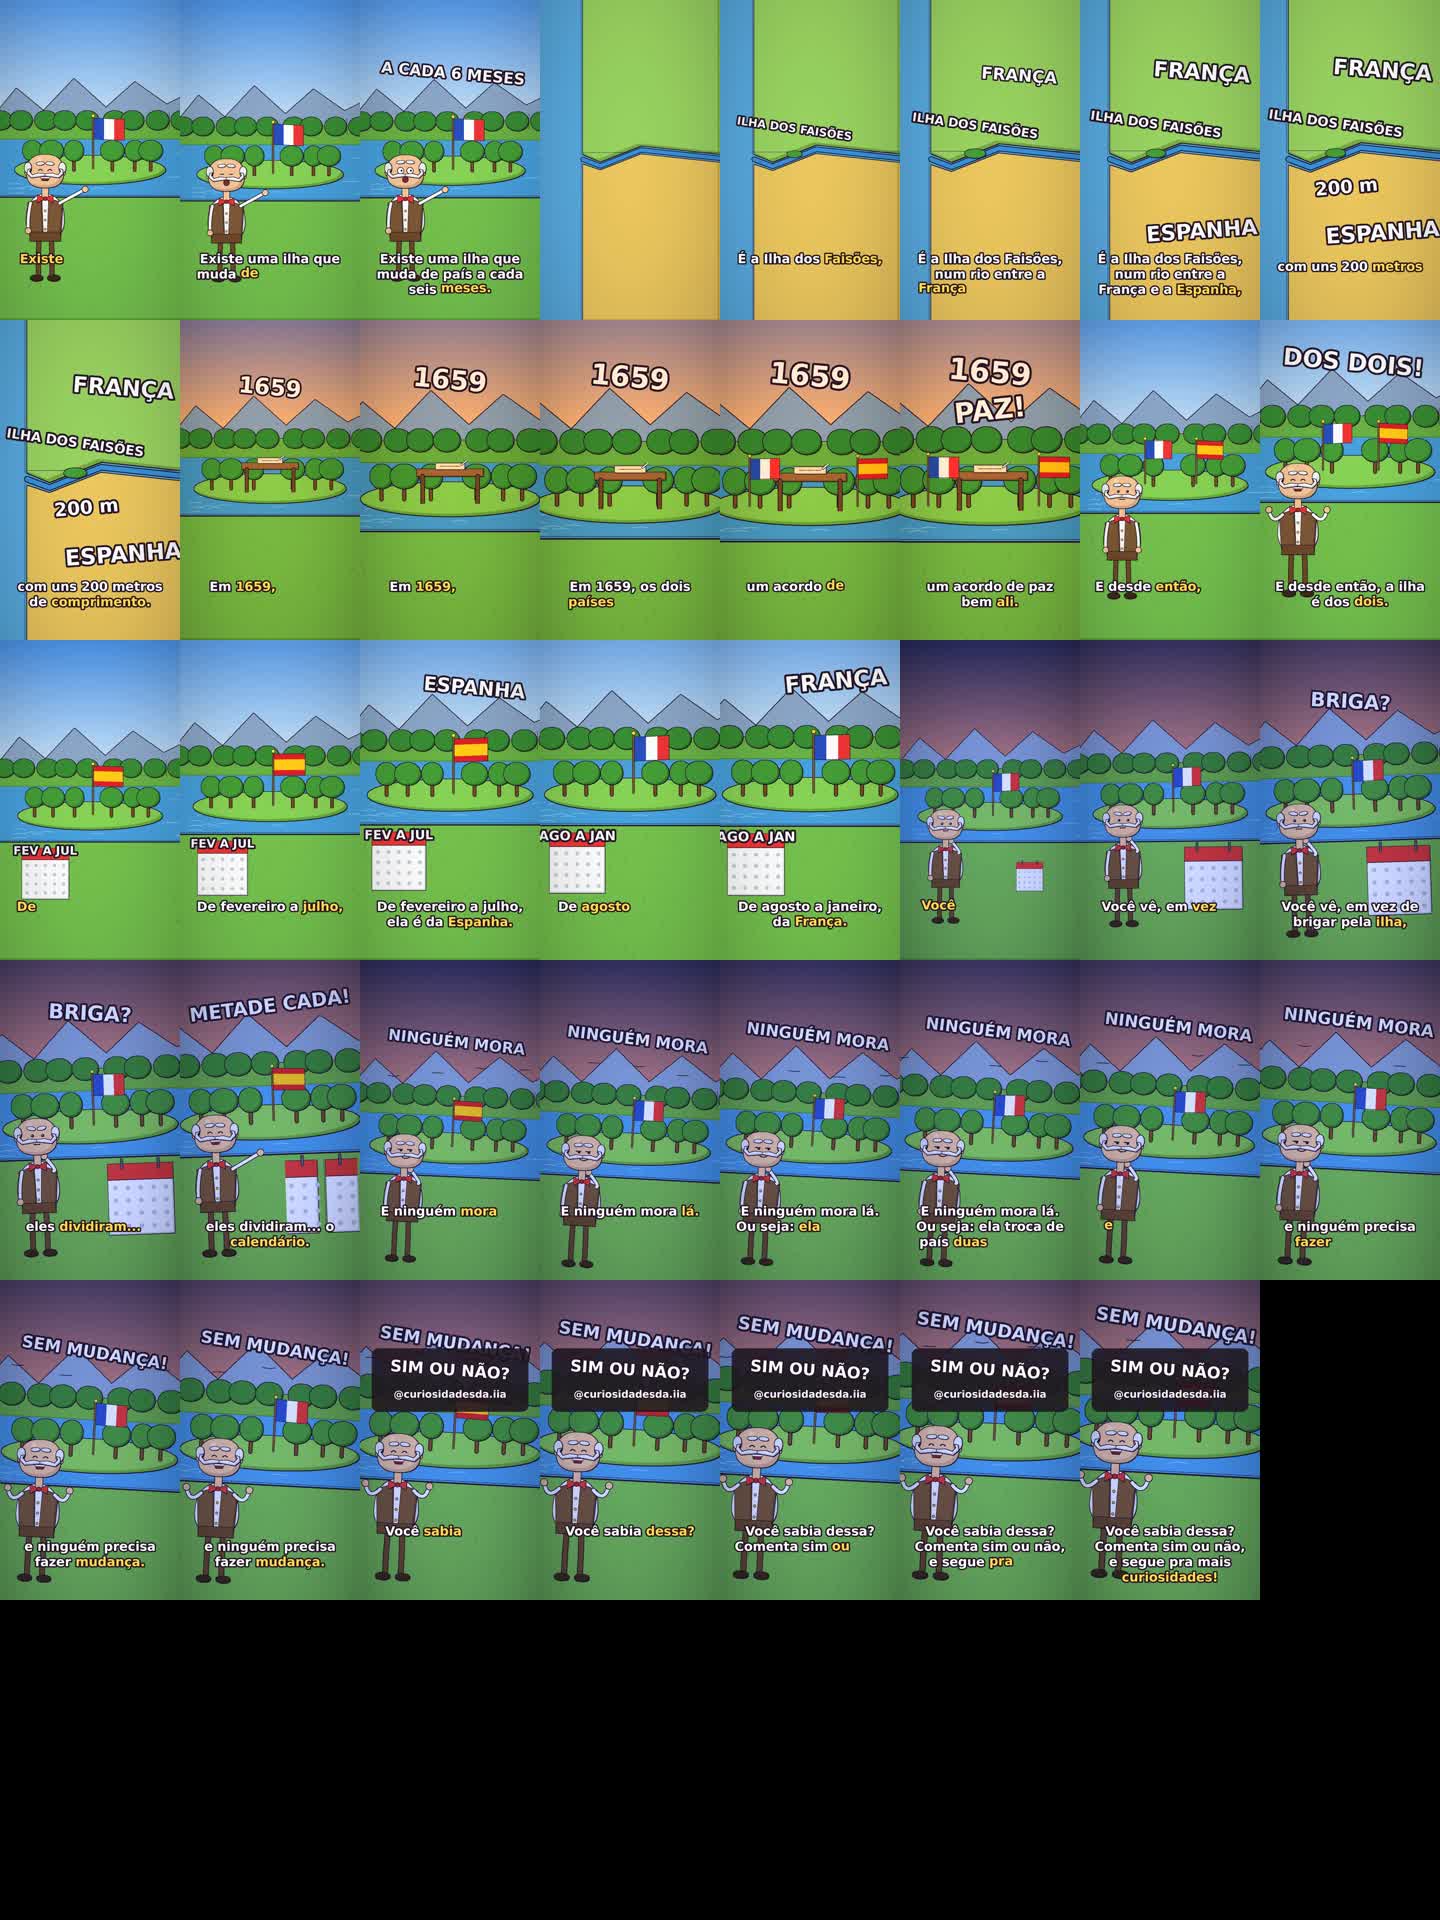 Existe
Existe uma ilha que
muda de
A CADA 6 MESES
Existe uma ilha que
muda de país a cada
seis meses.
ILHA DOS FAISÕES
É a Ilha dos Faisões,
FRANÇA
ILHA DOS FAISÕES
É a Ilha dos Faisões,
num rio entre a
França
FRANÇA
ILHA DOS FAISÕES
ESPANHA
É a Ilha dos Faisões,
num rio entre a
França e a Espanha,
FRANÇA
ILHA DOS FAISÕES
200 m
ESPANHA
com uns 200 metros
FRANÇA
ILHA DOS FAISÕES
200 m
ESPANHA
com uns 200 metros
de comprimento.
1659
Em 1659,
1659
Em 1659,
1659
Em 1659, os dois
países
1659
um acordo de
1659
PAZ!
um acordo de paz
bem ali.
E desde então,
DOS DOIS!
E desde então, a ilha
é dos dois.
FEV A JUL
De
FEV A JUL
De fevereiro a julho,
ESPANHA
FEV A JUL
De fevereiro a julho,
ela é da Espanha.
AGO A JAN
De agosto
FRANÇA
AGO A JAN
De agosto a janeiro,
da França.
Você
Você vê, em vez
BRIGA?
Você vê, em vez de
brigar pela ilha,
BRIGA?
eles dividiram...
METADE CADA!
eles dividiram... o
calendário.
NINGUÉM MORA
E ninguém mora
NINGUÉM MORA
E ninguém mora lá.
NINGUÉM MORA
E ninguém mora lá.
Ou seja: ela
NINGUÉM MORA
E ninguém mora lá.
Ou seja: ela troca de
país duas
NINGUÉM MORA
e
NINGUÉM MORA
e ninguém precisa
fazer
SEM MUDANÇA!
e ninguém precisa
fazer mudança.
SEM MUDANÇA!
e ninguém precisa
fazer mudança.
SEM MUDANÇA!
SIM OU NÃO?
@curiosidadesda.iia
Você sabia
SEM MUDANÇA!
SIM OU NÃO?
@curiosidadesda.iia
Você sabia dessa?
SEM MUDANÇA!
SIM OU NÃO?
@curiosidadesda.iia
Você sabia dessa?
Comenta sim ou
SEM MUDANÇA!
SIM OU NÃO?
@curiosidadesda.iia
Você sabia dessa?
Comenta sim ou não,
e segue pra
SEM MUDANÇA!
SIM OU NÃO?
@curiosidadesda.iia
Você sabia dessa?
Comenta sim ou não,
e segue pra mais
curiosidades!